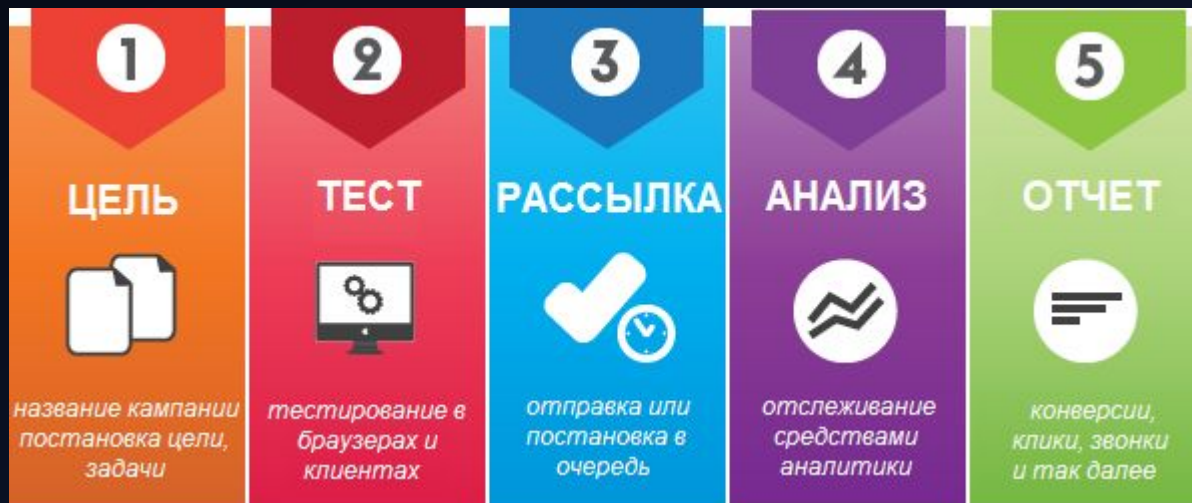 1
ЦЕЛЬ
название кампании
постановка цели,
задачи
2
ТЕСТ
тестирование в
браузерах и
клиентах
3
РАССЫЛКА
отправка или
постановка в
очередь
4
АНАЛИЗ
отслеживание
средствами
аналитики
5
ОТЧЕТ
конверсии,
клики, звонки
и так далее